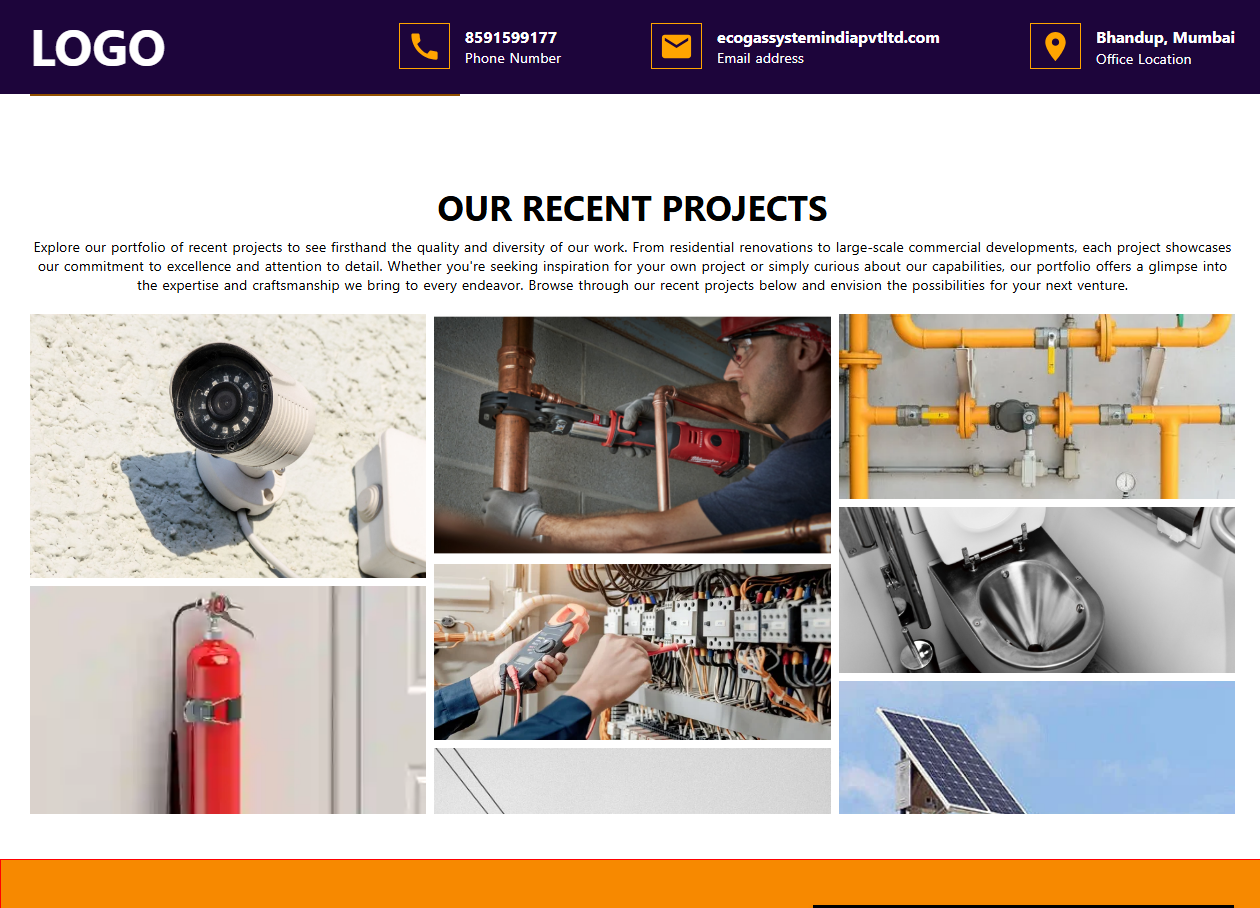 LOGO
8591599177
Phone Number
ecogassystemindiapvtltd.com
Email address
Bhandup, Mumbai
Office Location
OUR RECENT PROJECTS
Explore our portfolio of recent projects to see firsthand the quality and diversity of our work. From residential renovations to large-scale commercial developments, each project showcases
our commitment to excellence and attention to detail. Whether you're seeking inspiration for your own project or simply curious about our capabilities, our portfolio offers a glimpse into
the expertise and craftsmanship we bring to every endeavor. Browse through our recent projects below and envision the possibilities for your next venture.